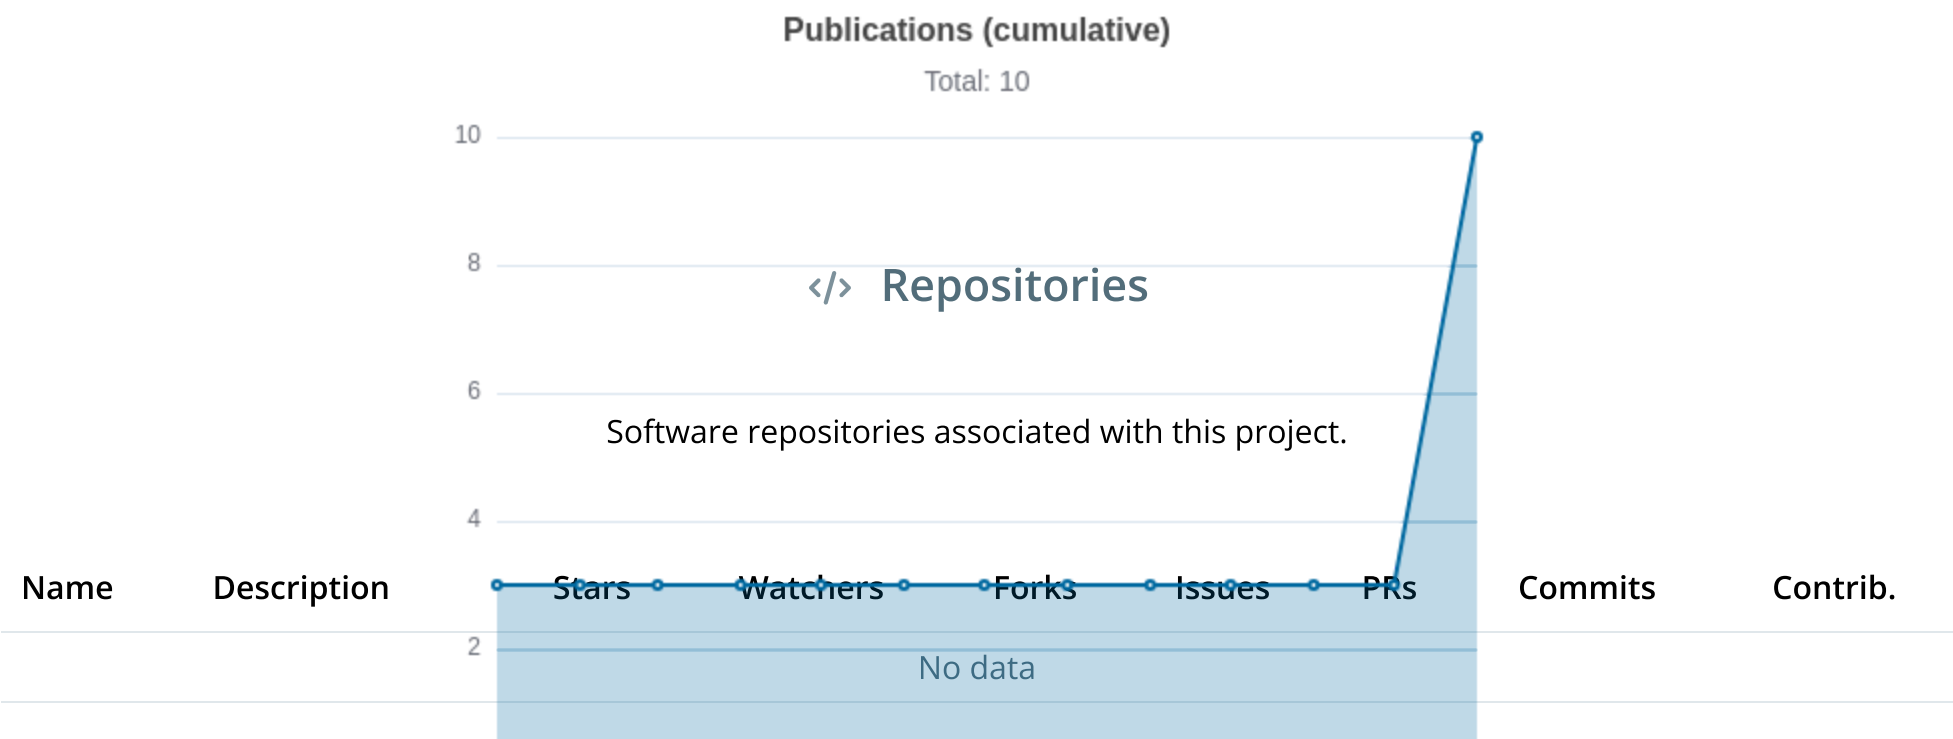 Publications (cumulative)
Total: 10
10
8
Repositories
6
Software repositories associated with this project.
4
Name Description Stars Watchers Forks Issues PRs Commits Contrib.
2
No data